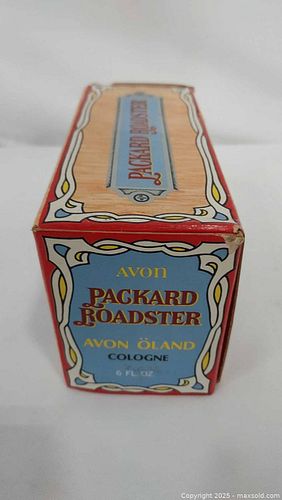 PACKARD ROADSTER
AVON
PACKARD
ROADSTER
AVON ÖLAND
COLOGNE
6 FL. OZ
Copyright © 2025 - maxsold.com